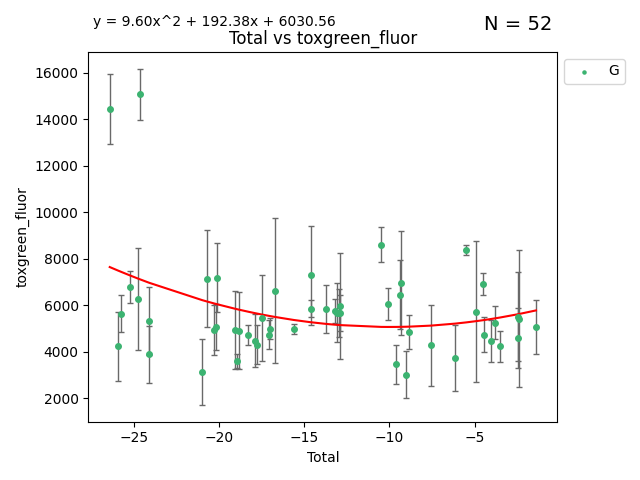 y = 9.60x^2 + 192.38x + 6030.56
N = 52
Total vs toxgreen_fluor
G
16000
14000
12000
10000
8000
6000
4000
2000
toxgreen_fluor
−25
−20
−15
−10
−5
Total